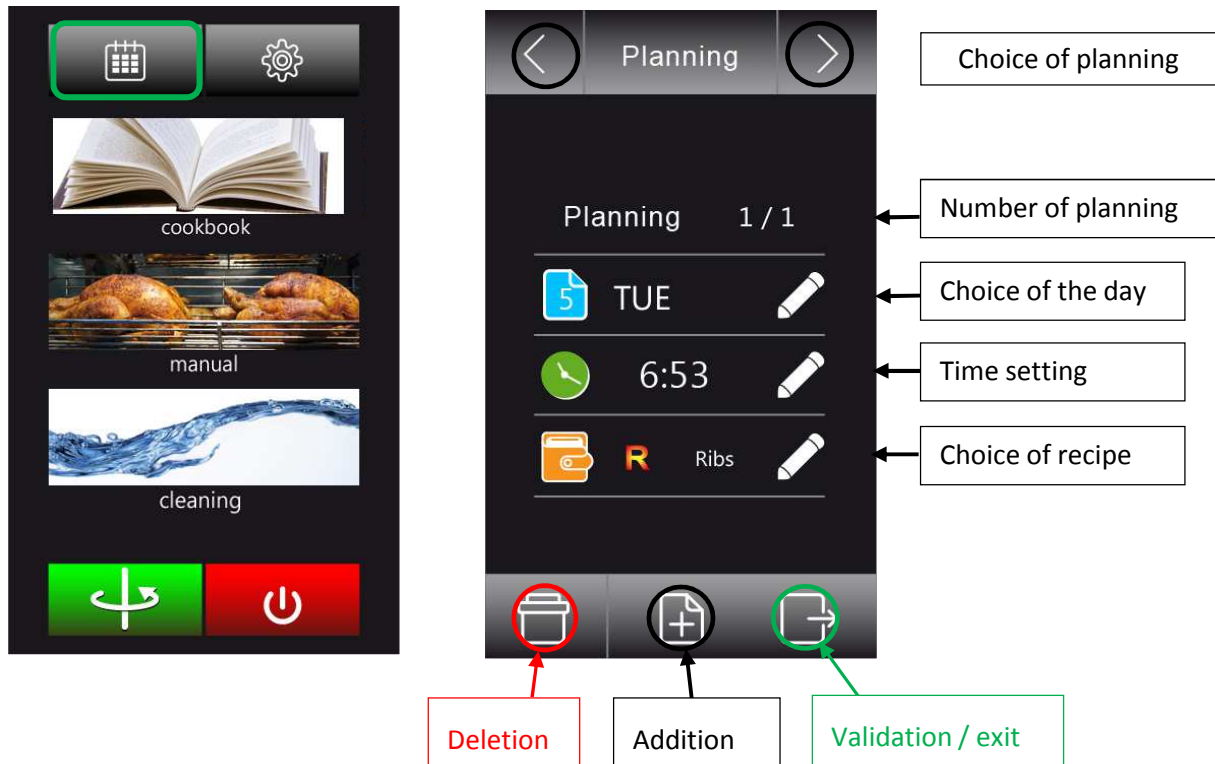 Planning
Choice of planning
cookbook
manual
cleaning
Planning 1 / 1
Number of planning
5 TUE
Choice of the day
6:53
Time setting
R Ribs
Choice of recipe
Deletion
Addition
Validation / exit